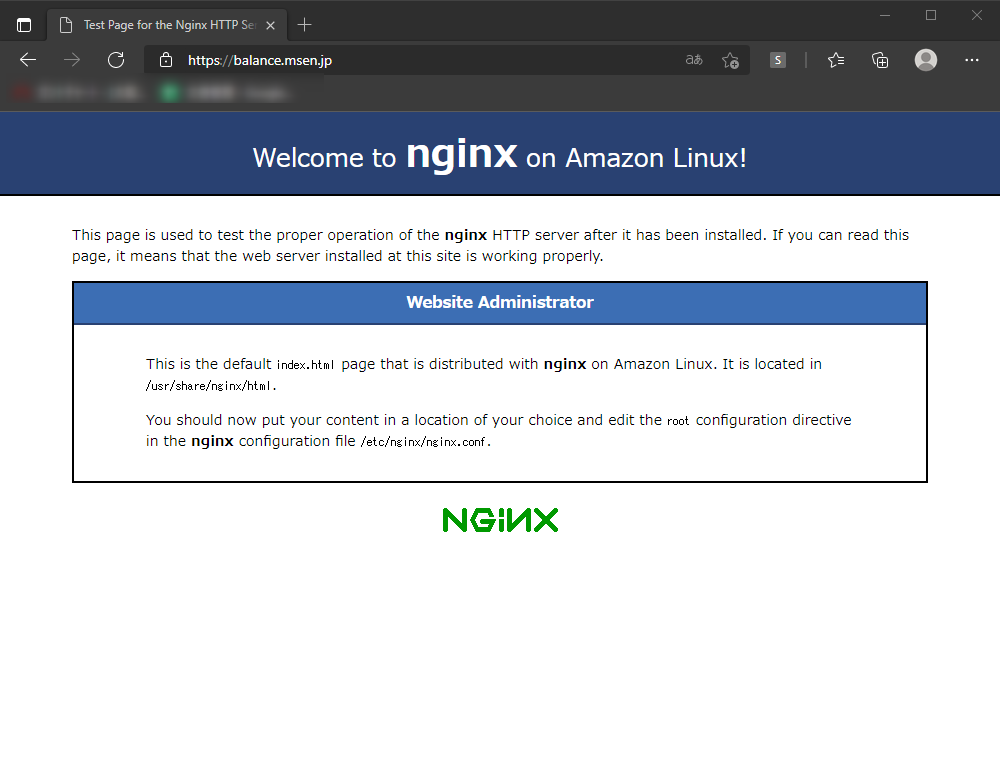 Test Page for the Nginx HTTP Se
https://balance.msen.jp
aあ
S
Welcome to nginx on Amazon Linux!
This page is used to test the proper operation of the nginx HTTP server after it has been installed. If you can read this
page, it means that the web server installed at this site is working properly.
Website Administrator
This is the default index.html page that is distributed with nginx on Amazon Linux. It is located in
/usr/share/nginx/html.
You should now put your content in a location of your choice and edit the root configuration directive
in the nginx configuration file /etc/nginx/nginx.conf.
NGINX